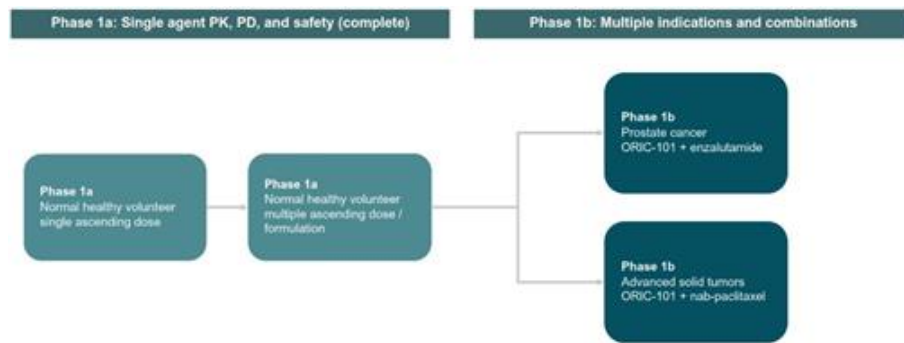 Phase 1a: Single agent PK, PD, and safety (complete)
Phase 1b: Multiple indications and combinations
Phase 1a
Normal healthy volunteer
single ascending dose
Phase 1a
Normal healthy volunteer
multiple ascending dose /
formulation
Phase 1b
Prostate cancer
ORIC-101 + enzalutamide
Phase 1b
Advanced solid tumors
ORIC-101 + nab-paclitaxel